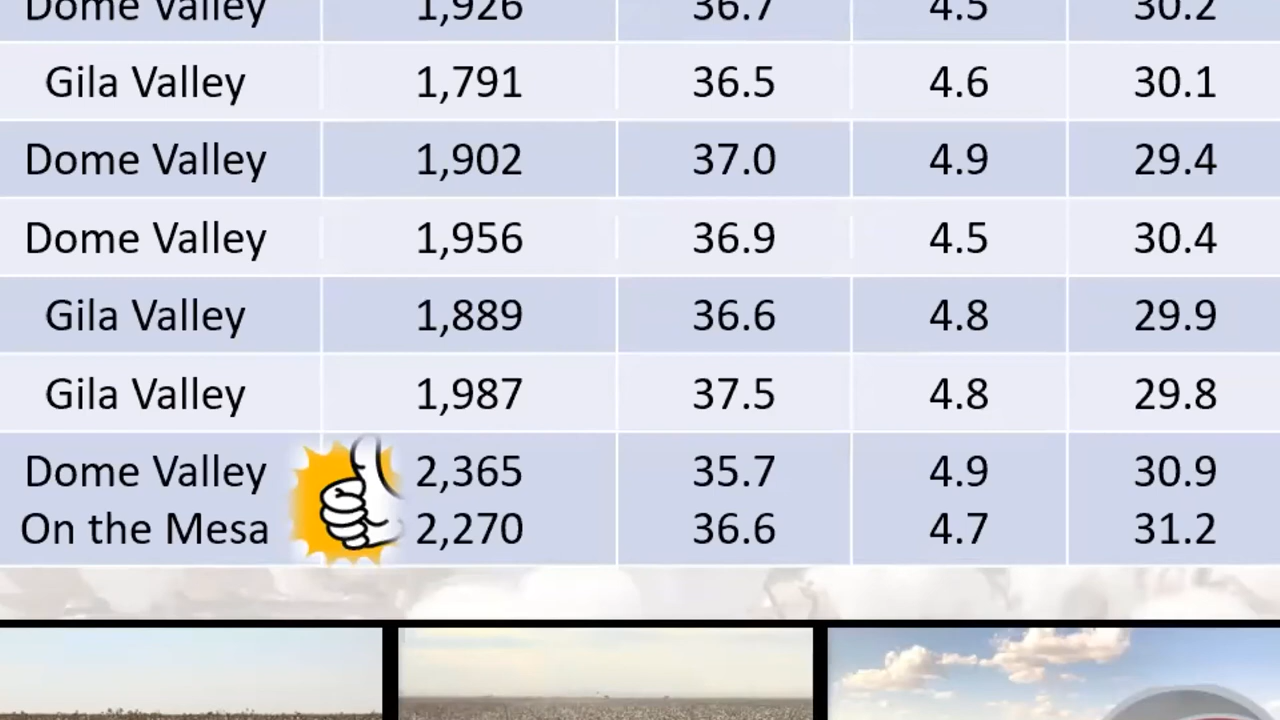 Dome Valley 1,926 36.7 4.5 30.2
Gila Valley 1,791 36.5 4.6 30.1
Dome Valley 1,902 37.0 4.9 29.4
Dome Valley 1,956 36.9 4.5 30.4
Gila Valley 1,889 36.6 4.8 29.9
Gila Valley 1,987 37.5 4.8 29.8
Dome Valley 2,365 35.7 4.9 30.9
On the Mesa 2,270 36.6 4.7 31.2